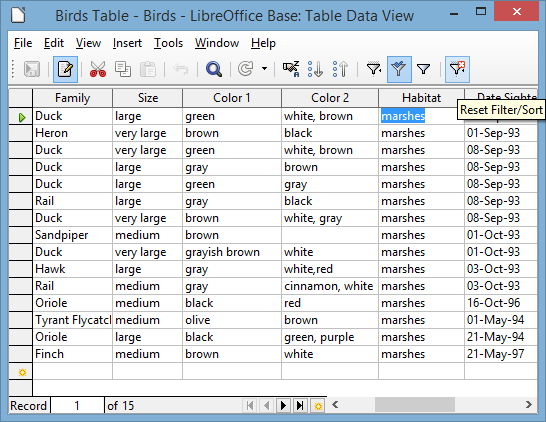 Birds Table - Birds - LibreOffice Base: Table Data View
File Edit View Insert Tools Window Help
Family Size Color 1 Color 2 Habitat Date Sighte
Reset Filter/Sort
Duck large green white, brown marshes
Heron very large brown black marshes 01-Sep-93
Duck very large green white, brown marshes 08-Sep-93
Duck large gray brown marshes 08-Sep-93
Duck large green gray marshes 08-Sep-93
Rail large gray black marshes 08-Sep-93
Duck very large brown white, gray marshes 08-Sep-93
Sandpiper medium brown marshes 01-Oct-93
Duck very large grayish brown white marshes 01-Oct-93
Hawk large gray white,red marshes 03-Oct-93
Rail medium gray cinnamon, white marshes 03-Oct-93
Oriole medium black red marshes 16-Oct-96
Tyrant Flycatcl medium olive brown marshes 01-May-94
Oriole large black green, purple marshes 21-May-94
Finch medium brown white marshes 21-May-97
Record 1 of 15